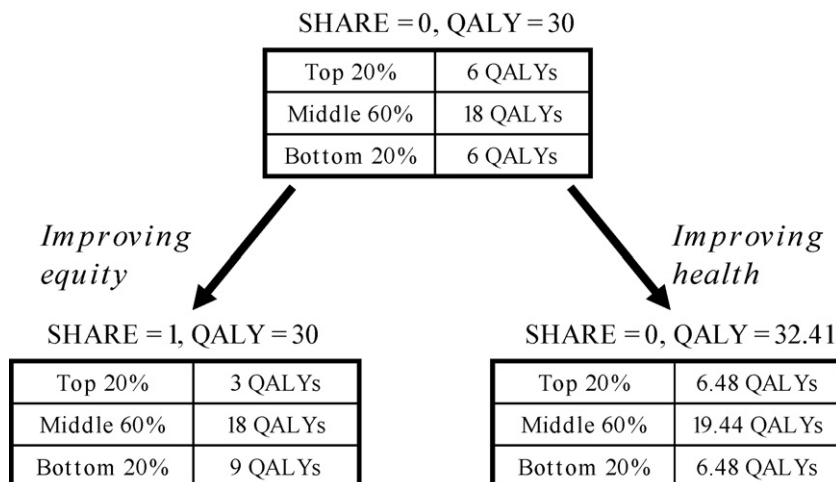 SHARE = 0, QALY = 30
Top 20% 6 QALYs
Middle 60% 18 QALYs
Bottom 20% 6 QALYs
Improving Improving
equity health
SHARE = 1, QALY = 30 SHARE = 0, QALY = 32.41
Top 20% 3 QALYs Top 20% 6.48 QALYs
Middle 60% 18 QALYs Middle 60% 19.44 QALYs
Bottom 20% 9 QALYs Bottom 20% 6.48 QALYs